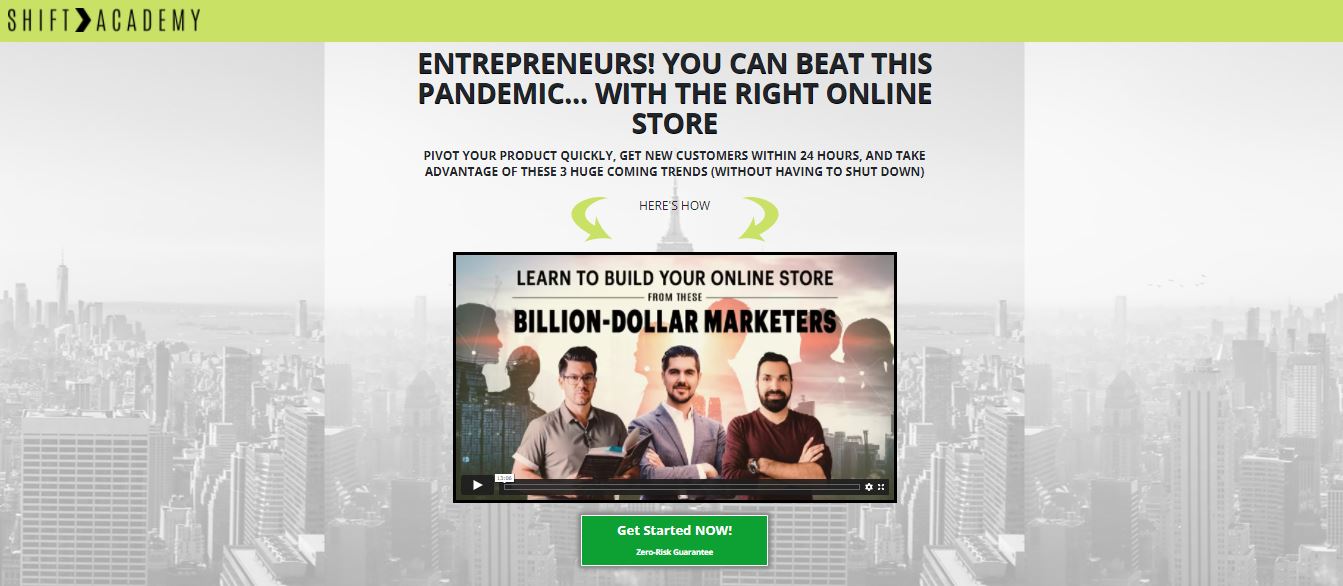 SHIFT ACADEMY
ENTREPRENEURS! YOU CAN BEAT THIS
PANDEMIC... WITH THE RIGHT ONLINE
STORE
PIVOT YOUR PRODUCT QUICKLY, GET NEW CUSTOMERS WITHIN 24 HOURS, AND TAKE
ADVANTAGE OF THESE 3 HUGE COMING TRENDS (WITHOUT HAVING TO SHUT DOWN)
HERE'S HOW
LEARN TO BUILD YOUR ONLINE STORE
FROM THESE
BILLION-DOLLAR MARKETERS
13:06
Get Started NOW!
Zero-Risk Guarantee